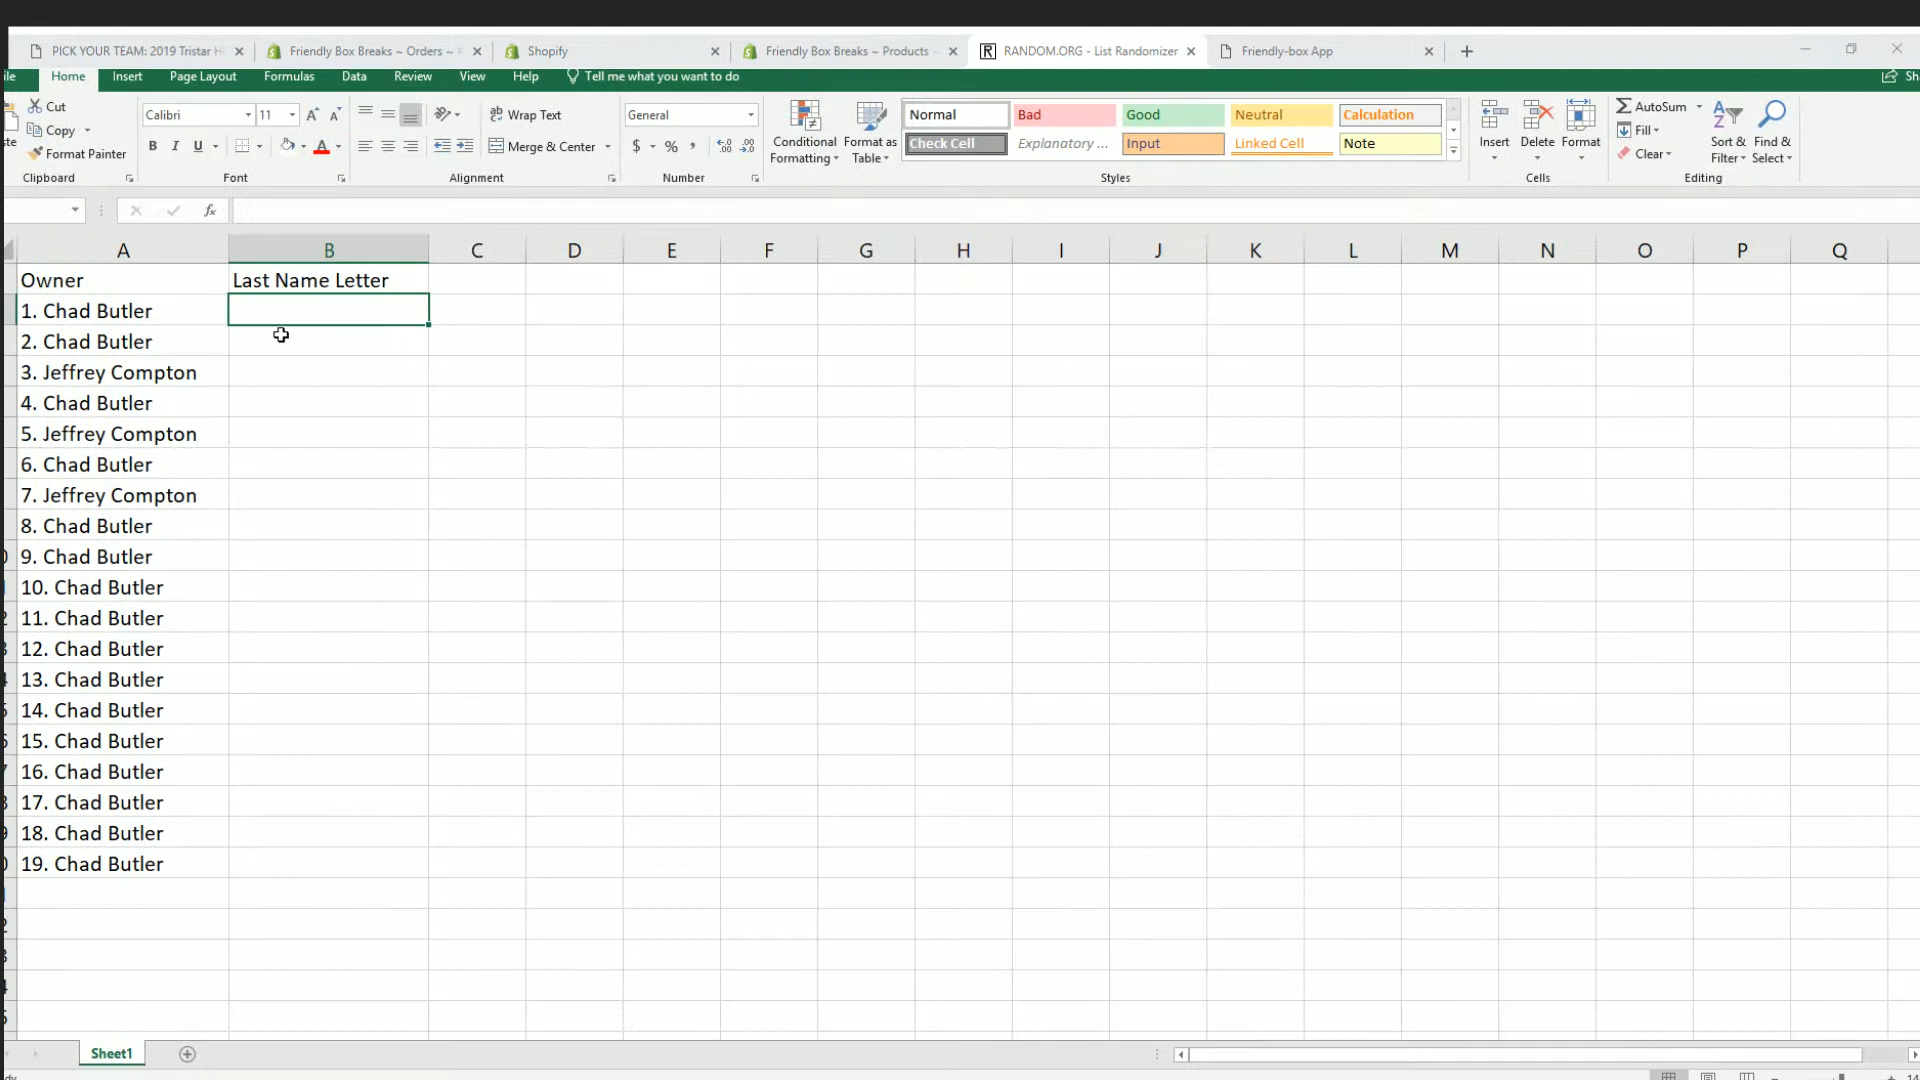 PICK YOUR TEAM: 2019 Tristar Friendly Box Breaks ~ Orders ~ Shopify Friendly Box Breaks ~ Products RANDOM.ORG - List Randomizer Friendly-box App
Home Insert Page Layout Formulas Data Review View Help Tell me what you want to do
Cut Calibri 11 Wrap Text General Normal Bad Good Neutral Calculation AutoSum
Copy Conditional Formatting Format as Table Insert Delete Format Fill Sort & Filter Find & Select
Format Painter B I U Merge & Center $ % Check Cell Explanatory ... Input Linked Cell Note Clear
Clipboard Font Alignment Number Styles Cells Editing
fx
A B C D E F G H I J K L M N O P Q
Owner Last Name Letter
1. Chad Butler
2. Chad Butler
3. Jeffrey Compton
4. Chad Butler
5. Jeffrey Compton
6. Chad Butler
7. Jeffrey Compton
8. Chad Butler
9. Chad Butler
10. Chad Butler
11. Chad Butler
12. Chad Butler
13. Chad Butler
14. Chad Butler
15. Chad Butler
16. Chad Butler
17. Chad Butler
18. Chad Butler
19. Chad Butler
Sheet1